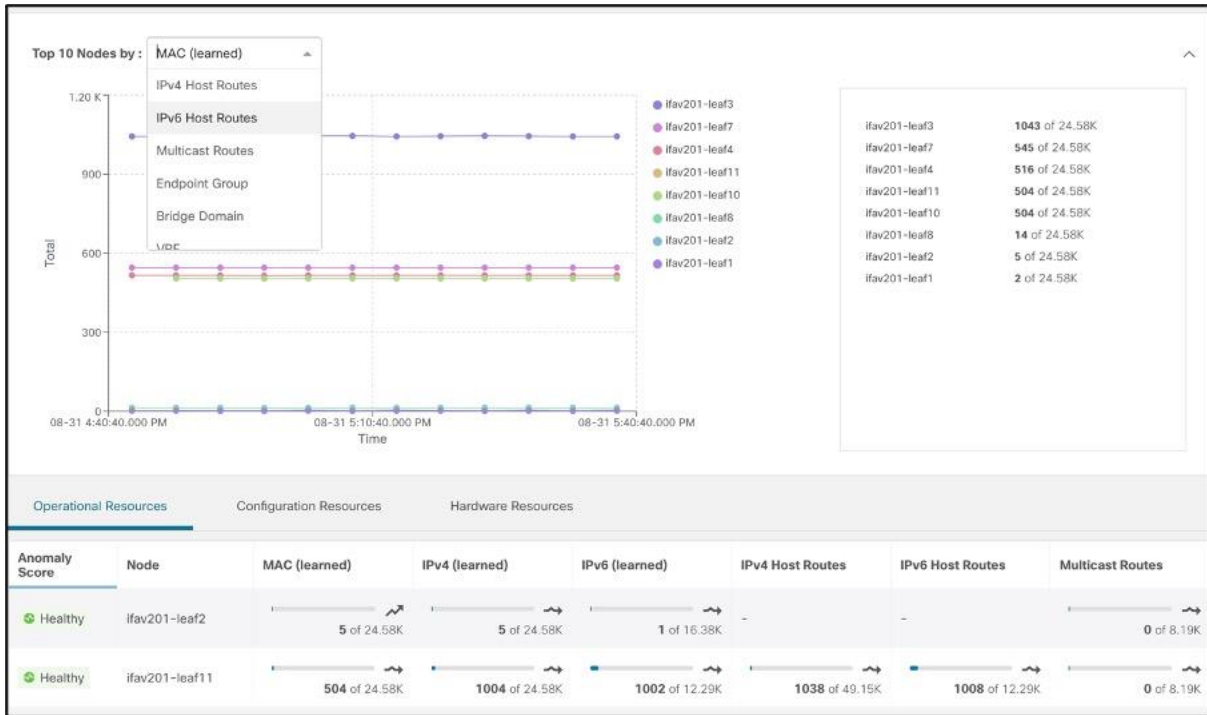 Top 10 Nodes by : MAC (learned)
IPv4 Host Routes
IPv6 Host Routes
Multicast Routes
Endpoint Group
Bridge Domain
VRF
1.20 K
900
600
300
0
Total
08-31 4:40:40.000 PM 08-31 5:10:40.000 PM 08-31 5:40:40.000 PM
Time
ifav201-leaf3
ifav201-leaf7
ifav201-leaf4
ifav201-leaf11
ifav201-leaf10
ifav201-leaf8
ifav201-leaf2
ifav201-leaf1
ifav201-leaf3 1043 of 24.58K
ifav201-leaf7 545 of 24.58K
ifav201-leaf4 516 of 24.58K
ifav201-leaf11 504 of 24.58K
ifav201-leaf10 504 of 24.58K
ifav201-leaf8 14 of 24.58K
ifav201-leaf2 5 of 24.58K
ifav201-leaf1 2 of 24.58K
Operational Resources Configuration Resources Hardware Resources
Anomaly Score Node MAC (learned) IPv4 (learned) IPv6 (learned) IPv4 Host Routes IPv6 Host Routes Multicast Routes
Healthy ifav201-leaf2 5 of 24.58K 5 of 24.58K 1 of 16.38K - - 0 of 8.19K
Healthy ifav201-leaf11 504 of 24.58K 1004 of 24.58K 1002 of 12.29K 1038 of 49.15K 1008 of 12.29K 0 of 8.19K